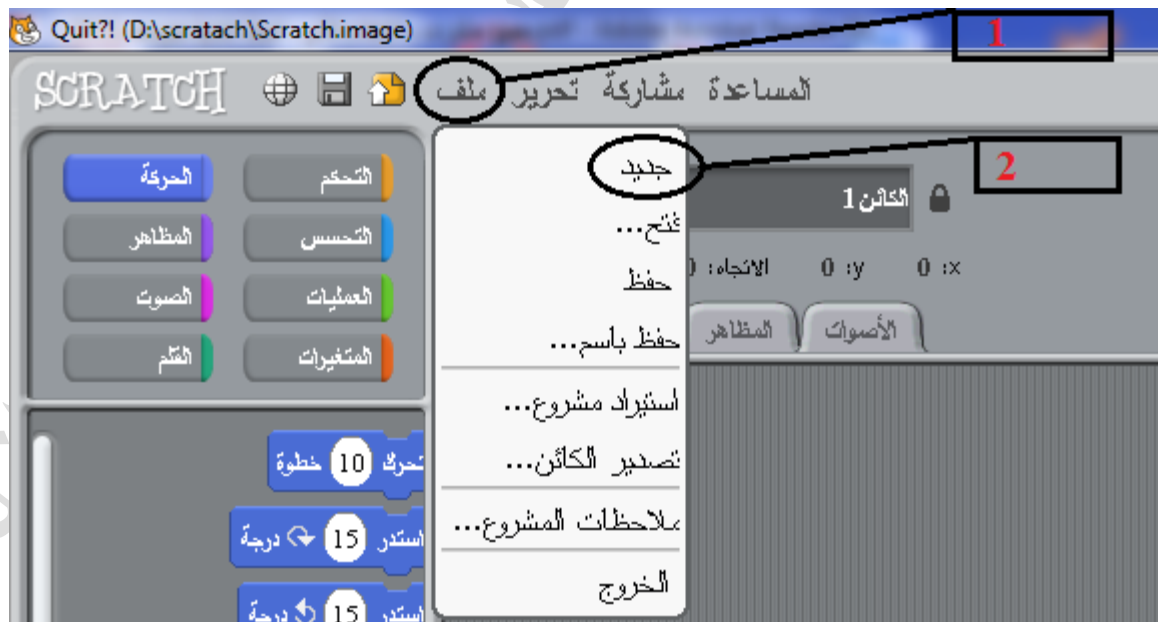 Quit?! (D:\scratach\Scratch.image)
1
SCRATCH
ملف تحرير مشاركة المساعدة
2
الحركة
التحكم
المظاهر
التحسس
الصوت
العمليات
القلم
المتغيرات
جديد
فتح...
حفظ
حفظ باسم...
استيراد مشروع...
تصدير الكائن...
ملاحظات المشروع...
الخروج
الكائن 1
x: 0 y: 0 الاتجاه:
المظاهر
الأصوات
تحرك 10 خطوة
استدر 15 درجة
استدر 15 درجة